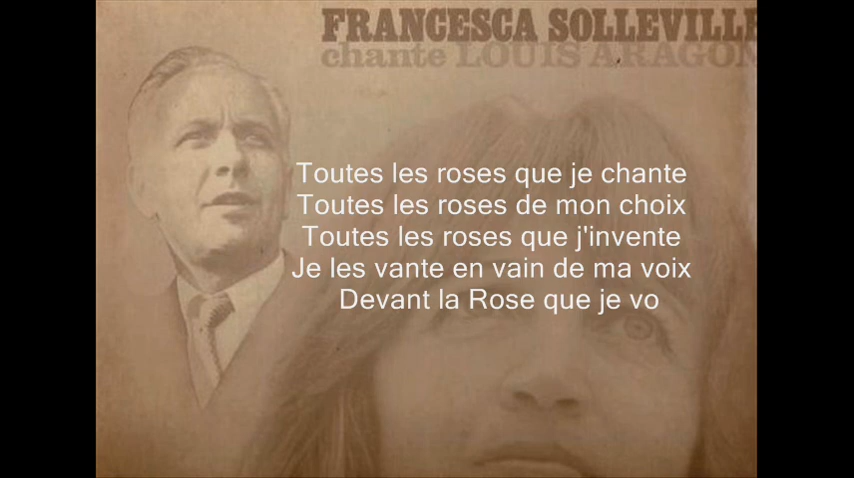 FRANCESCA SOLLEVILLE
chante LOUIS ARAGON
Toutes les roses que je chante
Toutes les roses de mon choix
Toutes les roses que j'invente
Je les vante en vain de ma voix
Devant la Rose que je vo